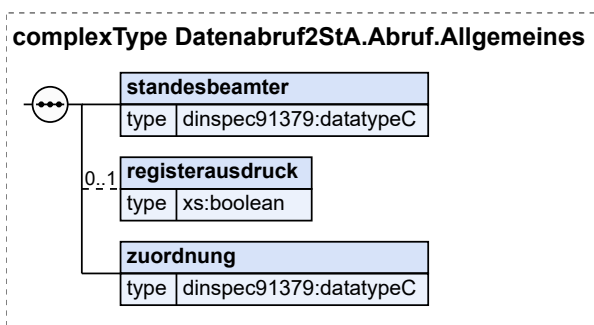 complexType Datenabruf2StA.Abruf.Allgemeines
standesbeamter
type dinspec91379:datatypeC
0..1
registerausdruck
type xs:boolean
zuordnung
type dinspec91379:datatypeC